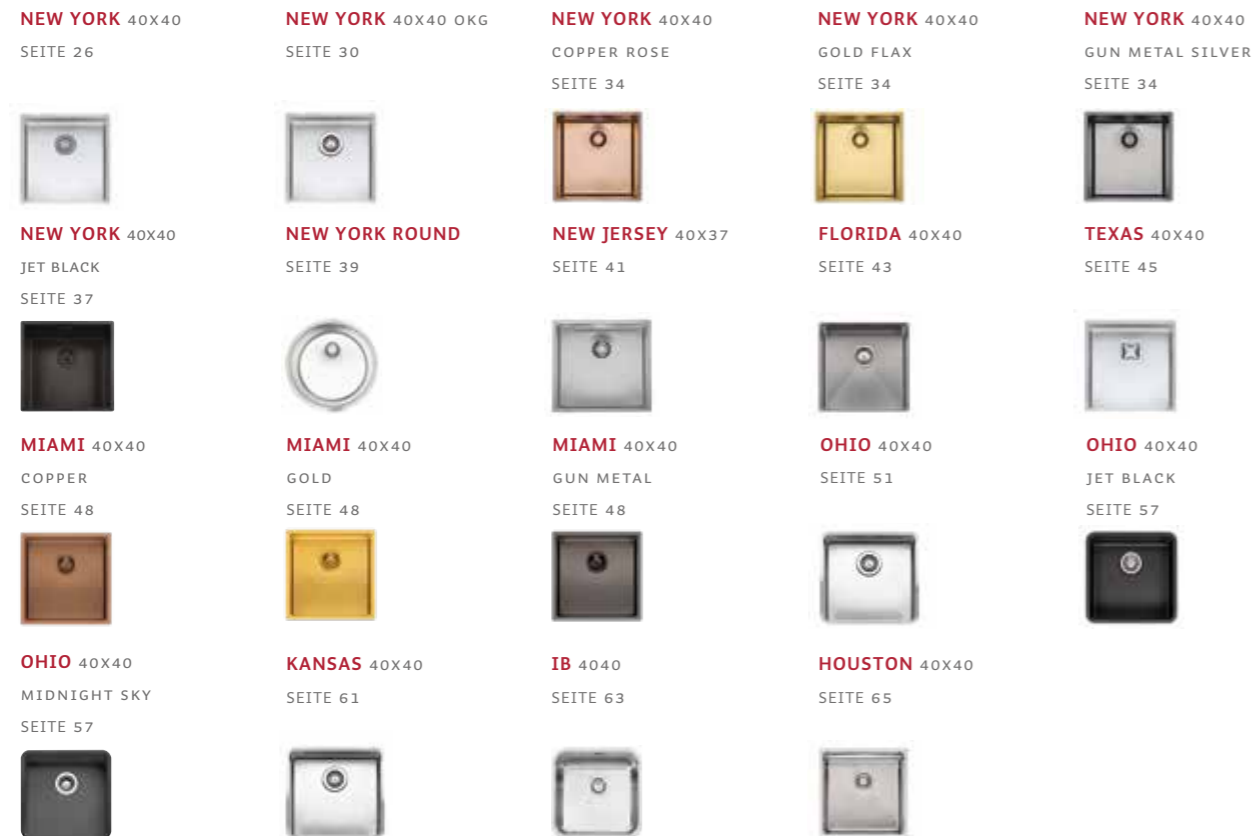 NEW YORK 40X40
SEITE 26
NEW YORK 40X40 OKG
SEITE 30
NEW YORK 40X40
COPPER ROSE
SEITE 34
NEW YORK 40X40
GOLD FLAX
SEITE 34
NEW YORK 40X40
GUN METAL SILVER
SEITE 34
NEW YORK 40X40
JET BLACK
SEITE 37
NEW YORK ROUND
SEITE 39
NEW JERSEY 40X37
SEITE 41
FLORIDA 40X40
SEITE 43
TEXAS 40X40
SEITE 45
MIAMI 40X40
COPPER
SEITE 48
MIAMI 40X40
GOLD
SEITE 48
MIAMI 40X40
GUN METAL
SEITE 48
OHIO 40X40
SEITE 51
OHIO 40X40
JET BLACK
SEITE 57
OHIO 40X40
MIDNIGHT SKY
SEITE 57
KANSAS 40X40
SEITE 61
IB 4040
SEITE 63
HOUSTON 40X40
SEITE 65